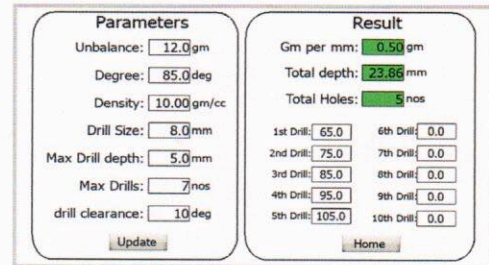 Parameters
Unbalance: 12.0 gm
Degree: 85.0 deg
Density: 10.00 gm/cc
Drill Size: 8.0 mm
Max Drill depth: 5.0 mm
Max Drills: 7 nos
drill clearance: 10 deg
Update
Result
Gm per mm: 0.50 gm
Total depth: 23.86 mm
Total Holes: 5 nos
1st Drill: 65.0 6th Drill: 0.0
2nd Drill: 75.0 7th Drill: 0.0
3rd Drill: 85.0 8th Drill: 0.0
4th Drill: 95.0 9th Drill: 0.0
5th Drill: 105.0 10th Drill: 0.0
Home